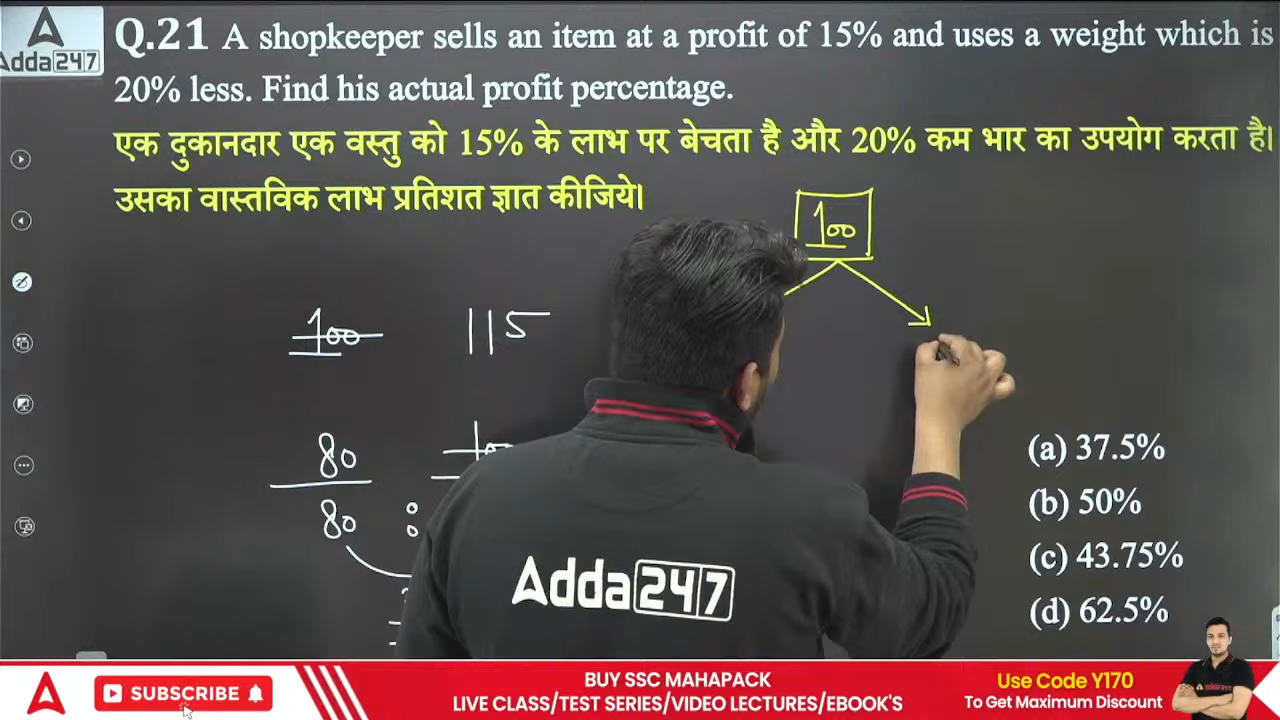 Adda247
Q.21 A shopkeeper sells an item at a profit of 15% and uses a weight which is
20% less. Find his actual profit percentage.
एक दुकानदार एक वस्तु को 15% के लाभ पर बेचता है और 20% कम भार का उपयोग करता है।
उसका वास्तविक लाभ प्रतिशत ज्ञात कीजिये।
100
100 115
80 100
80 :
(a) 37.5%
(b) 50%
(c) 43.75%
(d) 62.5%
Adda247
SUBSCRIBE
BUY SSC MAHAPACK
LIVE CLASS/TEST SERIES/VIDEO LECTURES/EBOOK'S
Use Code Y170
To Get Maximum Discount